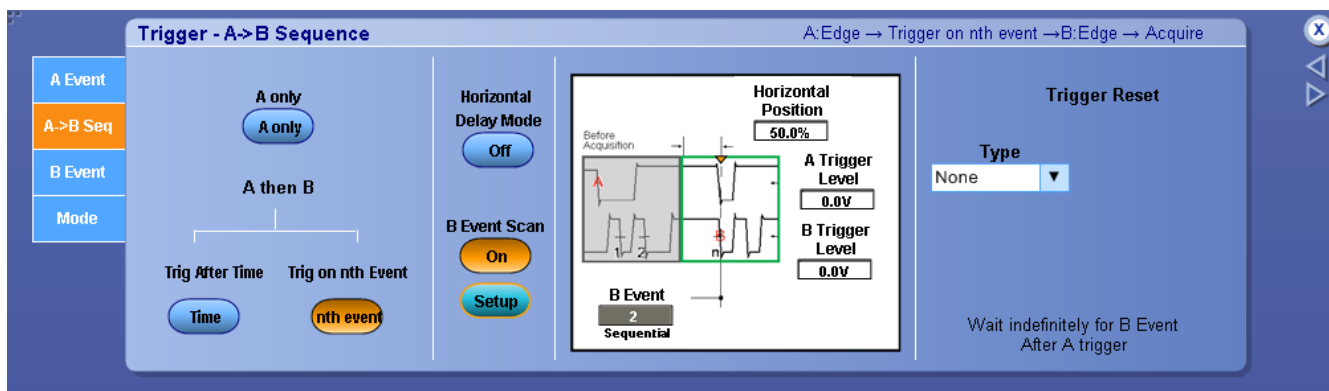 Trigger - A->B Sequence
A:Edge → Trigger on nth event →B:Edge → Acquire
X
A Event
A->B Seq
B Event
Mode
A only
A only
A then B
Trig After Time
Time
Trig on nth Event
nth event
Horizontal
Delay Mode
Off
B Event Scan
On
Setup
Before
Acquisition
Horizontal
Position
50.0%
A
1
2
B
n
A Trigger
Level
0.0V
B Trigger
Level
0.0V
B Event
2
Sequential
Trigger Reset
Type
None
Wait indefinitely for B Event
After A trigger